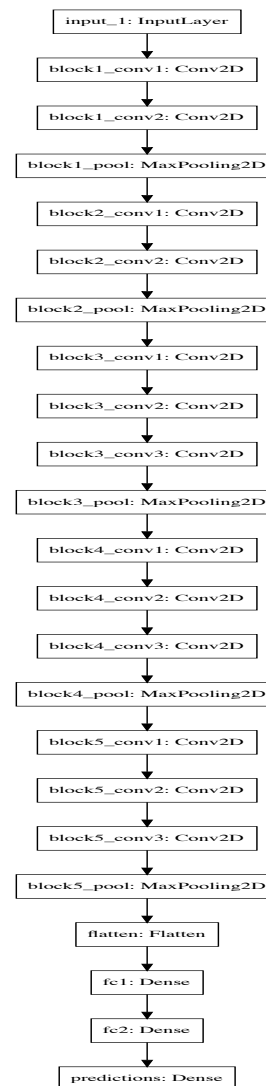 input_1: InputLayer
block1_conv1: Conv2D
block1_conv2: Conv2D
block1_pool: MaxPooling2D
block2_conv1: Conv2D
block2_conv2: Conv2D
block2_pool: MaxPooling2D
block3_conv1: Conv2D
block3_conv2: Conv2D
block3_conv3: Conv2D
block3_pool: MaxPooling2D
block4_conv1: Conv2D
block4_conv2: Conv2D
block4_conv3: Conv2D
block4_pool: MaxPooling2D
block5_conv1: Conv2D
block5_conv2: Conv2D
block5_conv3: Conv2D
block5_pool: MaxPooling2D
flatten: Flatten
fc1: Dense
fc2: Dense
predictions: Dense